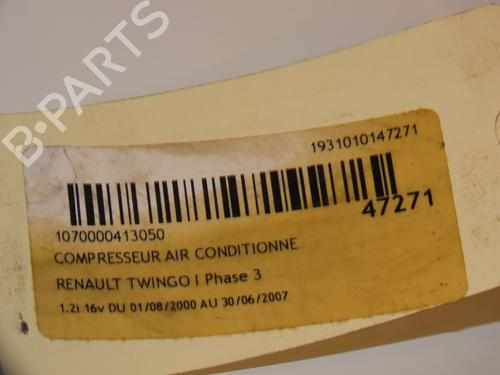 B-PARTS
1931010147271
47271
1070000413050
COMPRESSEUR AIR CONDITIONNE
RENAULT TWINGO I Phase 3
1.2i 16v DU 01/08/2000 AU 30/06/2007